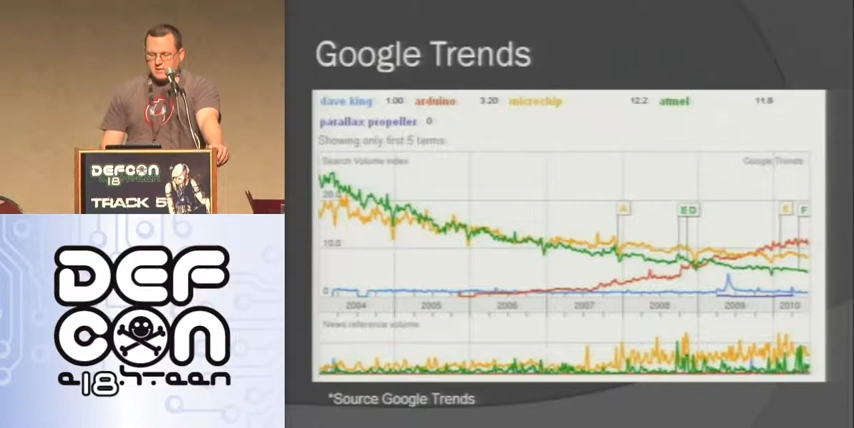 DEFCON
18
TRACK 5
DEF
CON
e18hteen
Google Trends
dave king 1.00 arduino 3.20 microchip 12.2 atmel 11.8
parallax propeller 0
Showing only first 5 terms
Search Volume index
Google Trends
20.0
A
E D
E
F
10.0
0
2004 2005 2006 2007 2008 2009 2010
News reference volume
0
*Source Google Trends